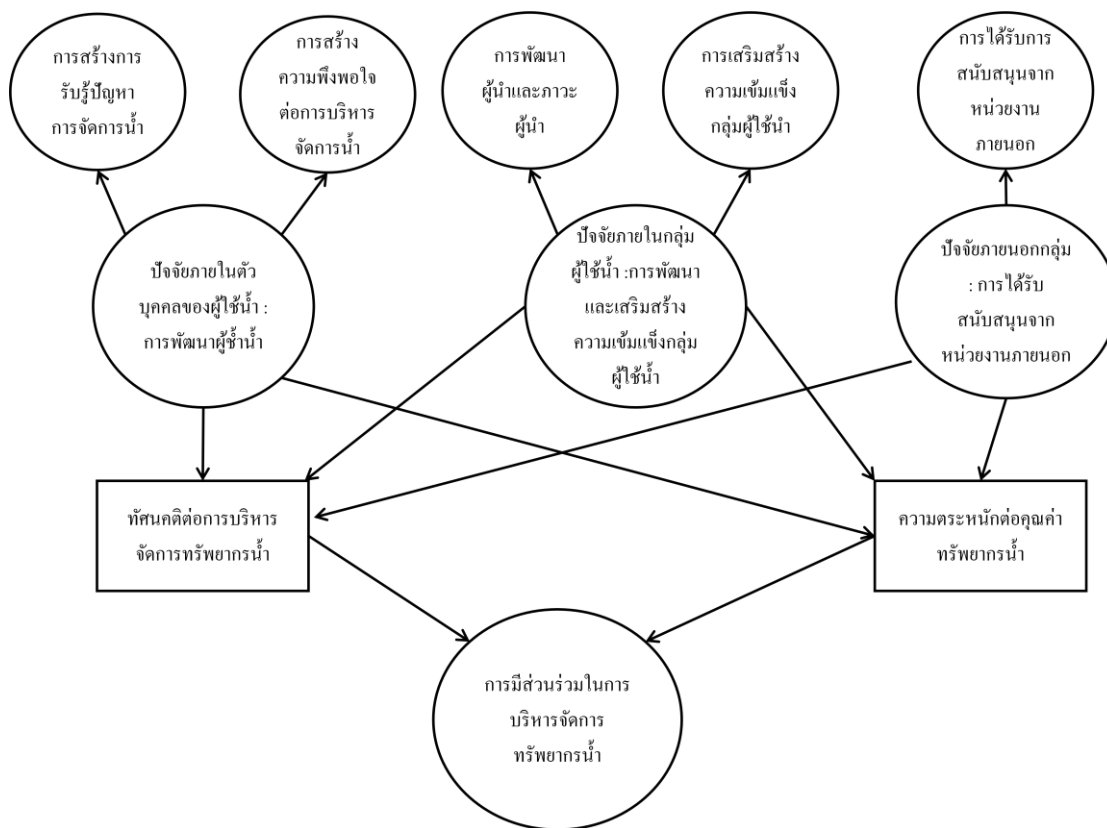 การสร้างการ
รับรู้ปัญหา
การจัดการน้ำ
การสร้าง
ความพึงพอใจ
ต่อการบริหาร
จัดการน้ำ
การพัฒนา
ผู้นำและภาวะ
ผู้นำ
การเสริมสร้าง
ความเข้มแข็ง
กลุ่มผู้ใช้นำ
การได้รับการ
สนับสนุนจาก
หน่วยงาน
ภายนอก
ปัจจัยภายในตัว
บุคคลของผู้ใช้น้ำ :
การพัฒนาผู้ช้ำน้ำ
ปัจจัยภายในกลุ่ม
ผู้ใช้น้ำ :การพัฒนา
และเสริมสร้าง
ความเข้มแข็งกลุ่ม
ผู้ใช้น้ำ
ปัจจัยภายนอกกลุ่ม
: การได้รับ
สนับสนุนจาก
หน่วยงานภายนอก
ทัศนคติต่อการบริหาร
จัดการทรัพยากรน้ำ
ความตระหนักต่อคุณค่า
ทรัพยากรน้ำ
การมีส่วนร่วมในการ
บริหารจัดการ
ทรัพยากรน้ำ